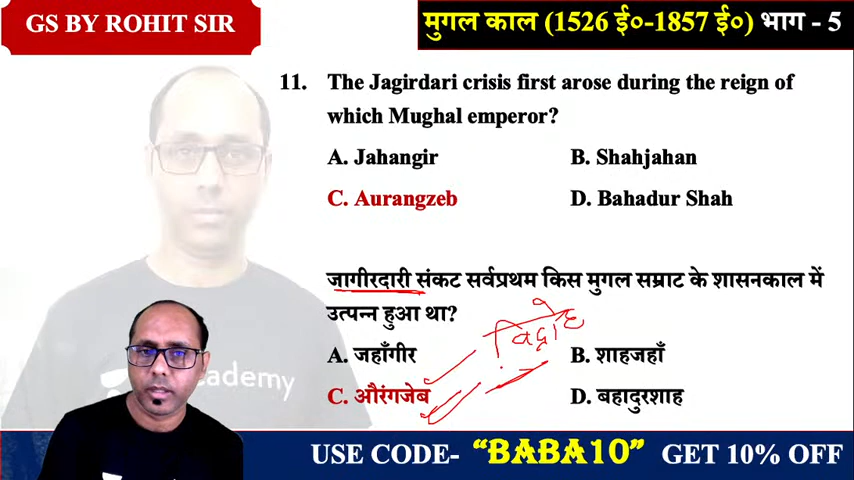 GS BY ROHIT SIR
मुगल काल (1526 ई०-1857 ई०) भाग - 5
11. The Jagirdari crisis first arose during the reign of
which Mughal emperor?
A. Jahangir B. Shahjahan
C. Aurangzeb D. Bahadur Shah
जागीरदारी संकट सर्वप्रथम किस मुगल सम्राट के शासनकाल में
उत्पन्न हुआ था?
विद्रोह
A. जहाँगीर B. शाहजहाँ
C. औरंगजेब D. बहादुरशाह
academy
USE CODE- “BABA10” GET 10% OFF